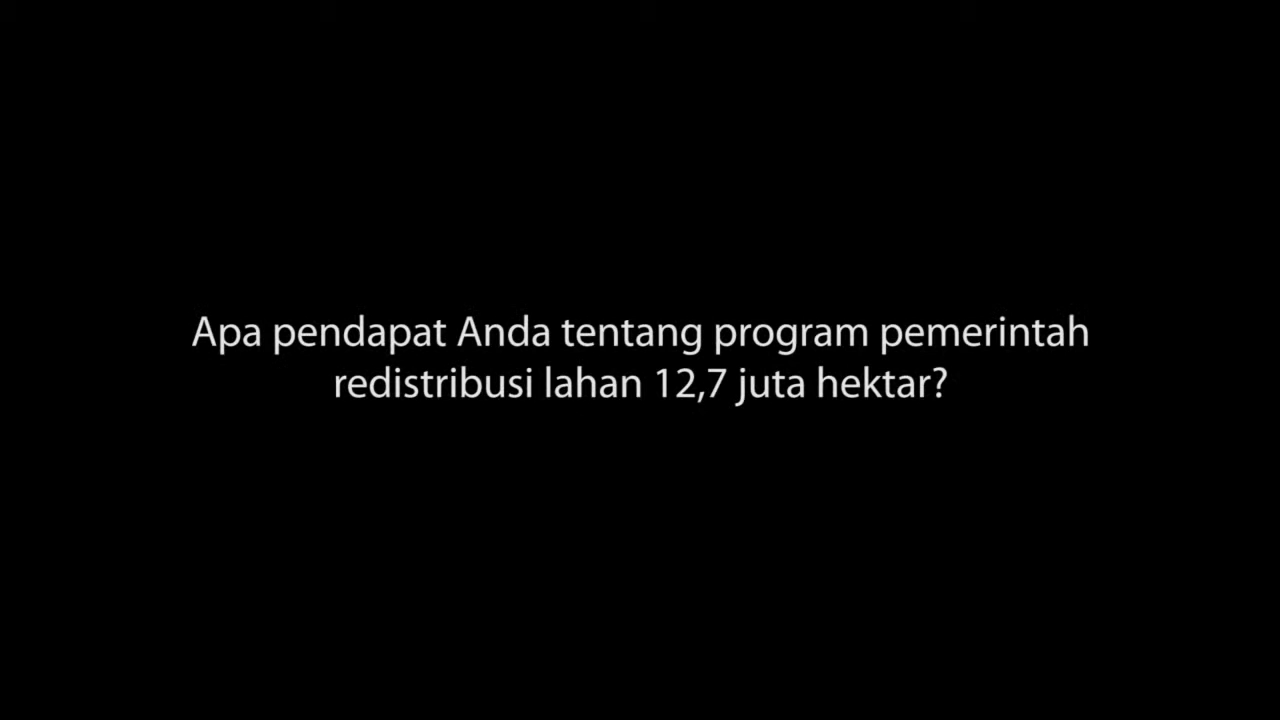 Apa pendapat Anda tentang program pemerintah
redistribusi lahan 12,7 juta hektar?